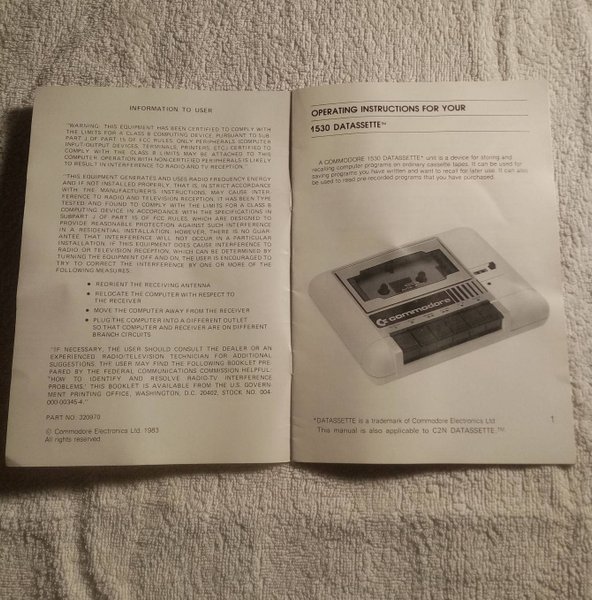 INFORMATION TO USER
"WARNING: THIS EQUIPMENT HAS BEEN CERTIFIED TO COMPLY WITH
THE LIMITS FOR A CLASS B COMPUTING DEVICE, PURSUANT TO SUB-
PART J OF PART 15 OF FCC RULES. ONLY PERIPHERALS (COMPUTER
INPUT/OUTPUT DEVICES, TERMINALS, PRINTERS, ETC.) CERTIFIED TO
COMPLY WITH THE CLASS B LIMITS MAY BE ATTACHED TO THIS
COMPUTER. OPERATION WITH NON-CERTIFIED PERIPHERALS IS LIKELY
TO RESULT IN INTERFERENCE TO RADIO AND TV RECEPTION."
"THIS EQUIPMENT GENERATES AND USES RADIO FREQUENCY ENERGY
AND IF NOT INSTALLED PROPERLY, THAT IS, IN STRICT ACCORDANCE
WITH THE MANUFACTURER'S INSTRUCTIONS, MAY CAUSE INTER-
FERENCE TO RADIO AND TELEVISION RECEPTION. IT HAS BEEN TYPE
TESTED AND FOUND TO COMPLY WITH THE LIMITS FOR A CLASS B
COMPUTING DEVICE IN ACCORDANCE WITH THE SPECIFICATIONS IN
SUBPART J OF PART 15 OF FCC RULES, WHICH ARE DESIGNED TO
PROVIDE REASONABLE PROTECTION AGAINST SUCH INTERFERENCE
IN A RESIDENTIAL INSTALLATION. HOWEVER, THERE IS NO GUAR-
ANTEE THAT INTERFERENCE WILL NOT OCCUR IN A PARTICULAR
INSTALLATION. IF THIS EQUIPMENT DOES CAUSE INTERFERENCE TO
RADIO OR TELEVISION RECEPTION, WHICH CAN BE DETERMINED BY
TURNING THE EQUIPMENT OFF AND ON, THE USER IS ENCOURAGED TO
TRY TO CORRECT THE INTERFERENCE BY ONE OR MORE OF THE
FOLLOWING MEASURES:
• REORIENT THE RECEIVING ANTENNA
• RELOCATE THE COMPUTER WITH RESPECT TO
THE RECEIVER
• MOVE THE COMPUTER AWAY FROM THE RECEIVER
• PLUG THE COMPUTER INTO A DIFFERENT OUTLET
SO THAT COMPUTER AND RECEIVER ARE ON DIFFERENT
BRANCH CIRCUITS
"IF NECESSARY, THE USER SHOULD CONSULT THE DEALER OR AN
EXPERIENCED RADIO/TELEVISION TECHNICIAN FOR ADDITIONAL
SUGGESTIONS. THE USER MAY FIND THE FOLLOWING BOOKLET PRE-
PARED BY THE FEDERAL COMMUNICATIONS COMMISSION HELPFUL:
"HOW TO IDENTIFY AND RESOLVE RADIO-TV INTERFERENCE
PROBLEMS." THIS BOOKLET IS AVAILABLE FROM THE U.S. GOVERN
MENT PRINTING OFFICE, WASHINGTON, D.C. 20402, STOCK NO. 004
000-00345-4."
PART NO. 320970
© Commodore Electronics Ltd. 1983
All rights reserved.
OPERATING INSTRUCTIONS FOR YOUR
1530 DATASSETTE™
A COMMODORE 1530 DATASSETTE* unit is a device for storing and
recalling computer programs on ordinary cassette tapes. It can be used for
saving programs you have written and want to recall for later use. It can also
be used to read pre-recorded programs that you have purchased.
commodore
*DATASSETTE is a trademark of Commodore Electronics Ltd
This manual is also applicable to C2N DATASSETTE.™
1